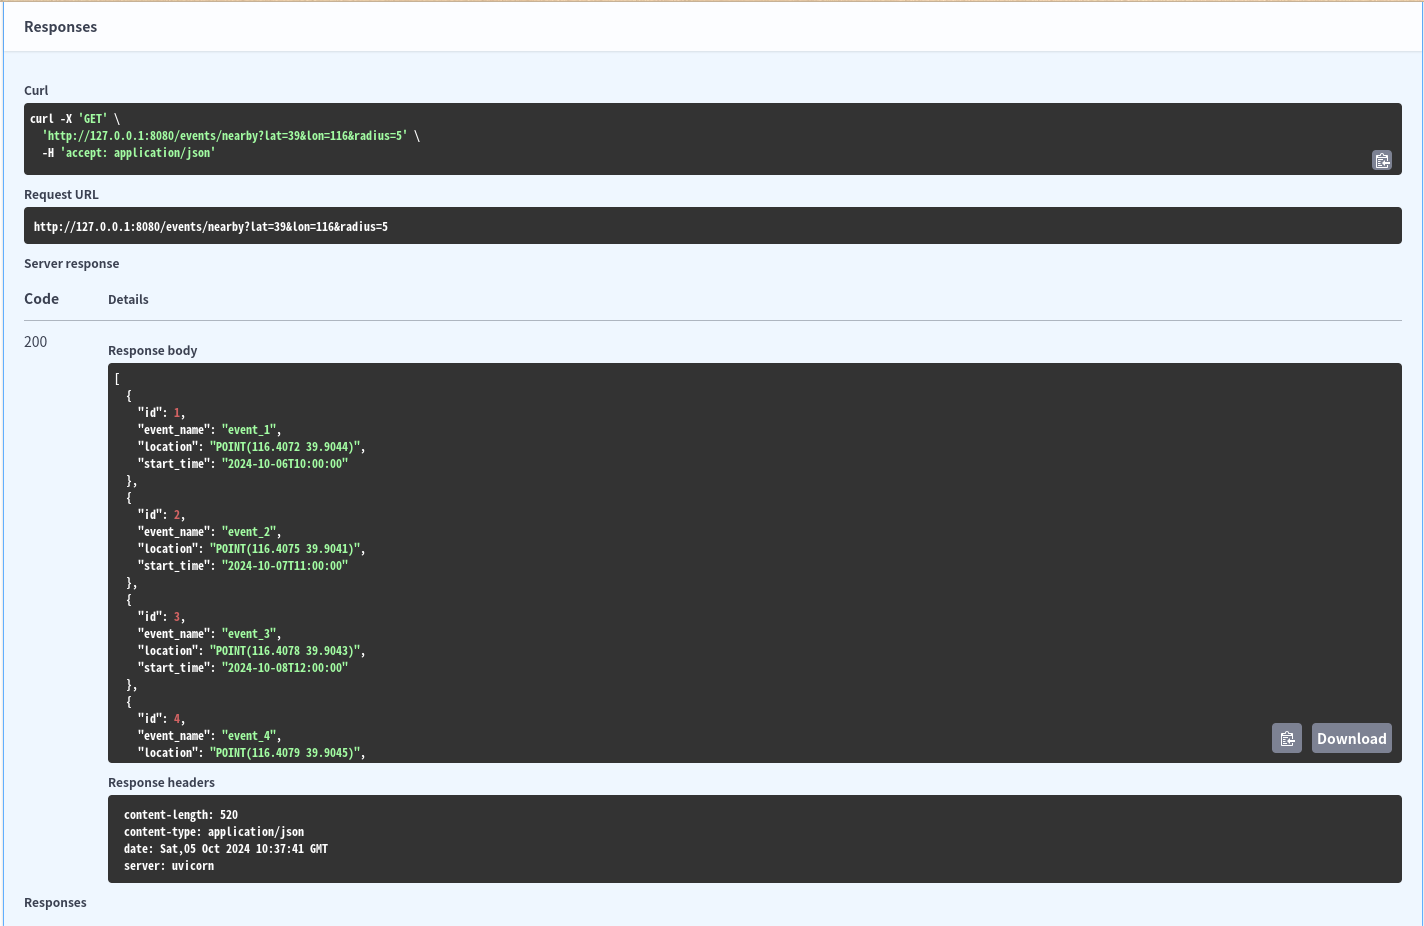 Responses
Curl
curl -X 'GET' \
  'http://127.0.0.1:8080/events/nearby?lat=39&lon=116&radius=5' \
  -H 'accept: application/json'
Request URL
http://127.0.0.1:8080/events/nearby?lat=39&lon=116&radius=5
Server response
Code Details
200
Response body
[
  {
    "id": 1,
    "event_name": "event_1",
    "location": "POINT(116.4072 39.9044)",
    "start_time": "2024-10-06T10:00:00"
  },
  {
    "id": 2,
    "event_name": "event_2",
    "location": "POINT(116.4075 39.9041)",
    "start_time": "2024-10-07T11:00:00"
  },
  {
    "id": 3,
    "event_name": "event_3",
    "location": "POINT(116.4078 39.9043)",
    "start_time": "2024-10-08T12:00:00"
  },
  {
    "id": 4,
    "event_name": "event_4",
    "location": "POINT(116.4079 39.9045)",
Download
Response headers
content-length: 520
content-type: application/json
date: Sat,05 Oct 2024 10:37:41 GMT
server: uvicorn
Responses